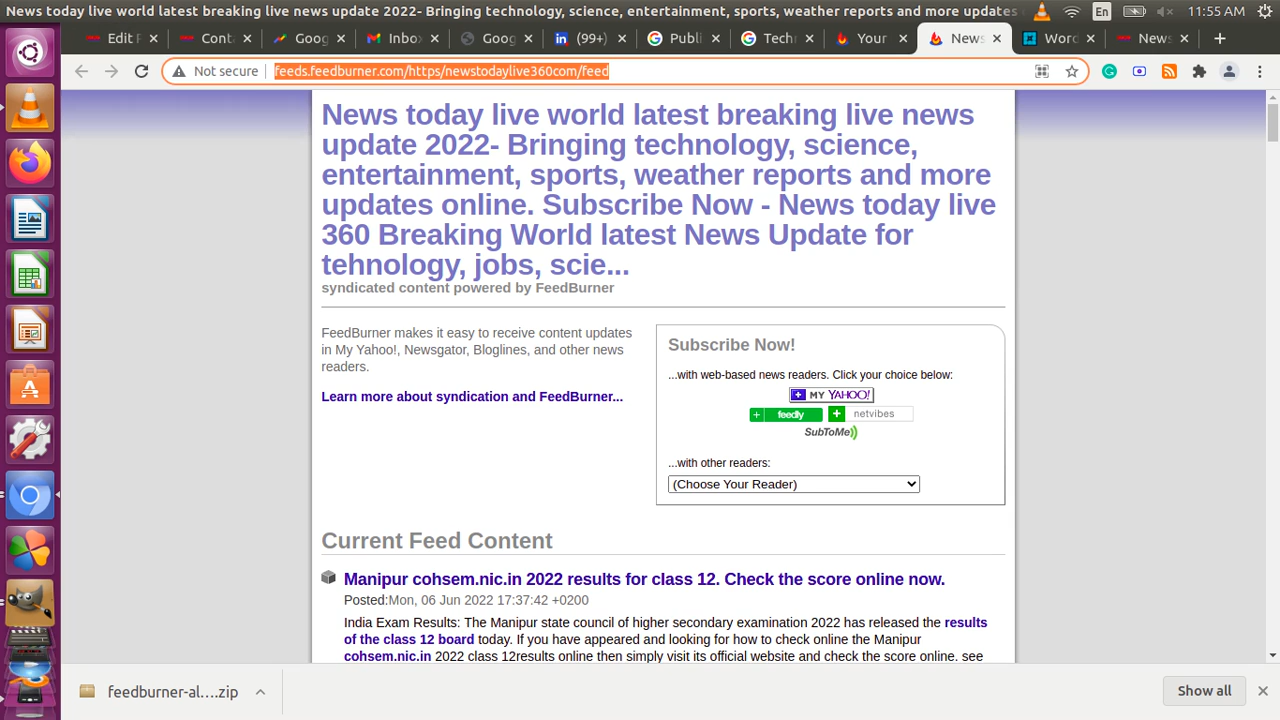 News today live world latest breaking live news update 2022- Bringing technology, science, entertainment, sports, weather reports and more updates
En
11:55 AM
Edit F
Cont
Goog
Inbo
Goog
(99+)
Publi
Techn
Your
News
Word
News
Not secure
feeds.feedburner.com/https/newstodaylive360com/feed
News today live world latest breaking live news
update 2022- Bringing technology, science,
entertainment, sports, weather reports and more
updates online. Subscribe Now - News today live
360 Breaking World latest News Update for
tehnology, jobs, scie...
syndicated content powered by FeedBurner
FeedBurner makes it easy to receive content updates
in My Yahoo!, Newsgator, Bloglines, and other news
readers.
Learn more about syndication and FeedBurner...
Subscribe Now!
...with web-based news readers. Click your choice below:
MY YAHOO!
feedly
netvibes
SubToMe
...with other readers:
(Choose Your Reader)
Current Feed Content
Manipur cohsem.nic.in 2022 results for class 12. Check the score online now.
Posted:Mon, 06 Jun 2022 17:37:42 +0200
India Exam Results: The Manipur state council of higher secondary examination 2022 has released the results
of the class 12 board today. If you have appeared and looking for how to check online the Manipur
cohsem.nic.in 2022 class 12results online then simply visit its official website and check the score online. see
feedburner-al....zip
Show all